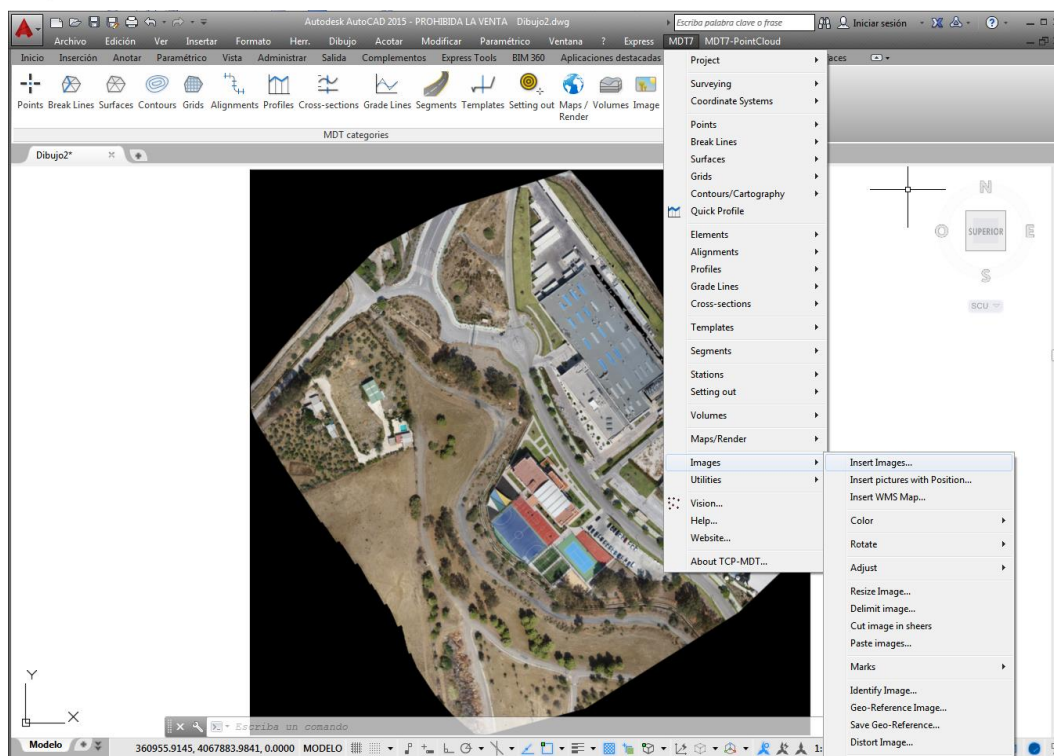 Autodesk AutoCAD 2015 - PROHIBIDA LA VENTA Dibujo2.dwg
Escriba palabra clave o frase
Iniciar sesión
Archivo Edición Ver Insertar Formato Herr. Dibujo Acotar Modificar Paramétrico Ventana ? Express MDT7 MDT7-PointCloud
Inicio Inserción Anotar Paramétrico Vista Administrar Salida Complementos Express Tools BIM 360 Aplicaciones destacadas
Points Break Lines Surfaces Contours Grids Alignments Profiles Cross-sections Grade Lines Segments Templates Setting out Maps / Render Volumes Image
MDT categories
Dibujo2*
Project
Surveying
Coordinate Systems
Points
Break Lines
Surfaces
Grids
Contours/Cartography
Quick Profile
Elements
Alignments
Profiles
Grade Lines
Cross-sections
Templates
Segments
Stations
Setting out
Volumes
Maps/Render
Images
Utilities
Vision...
Help...
Website...
About TCP-MDT...
Insert Images...
Insert pictures with Position...
Insert WMS Map...
Color
Rotate
Adjust
Resize Image...
Delimit image...
Cut image in sheers
Paste images...
Marks
Identify Image...
Geo-Reference Image...
Save Geo-Reference...
Distort Image...
N
O SUPERIOR E
S
SCU
Y
X
Escriba un comando
Modelo
360955.9145, 4067883.9841, 0.0000 MODELO